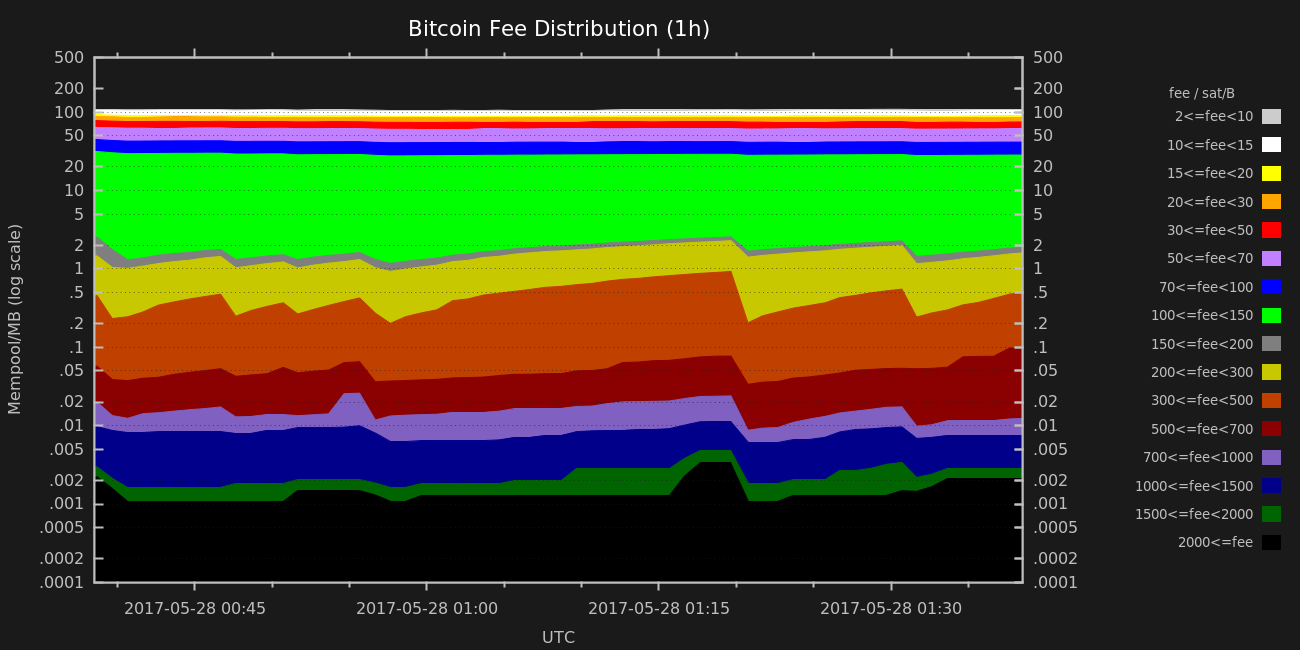 Bitcoin Fee Distribution (1h)
Mempool/MB (log scale)
500
200
100
50
20
10
5
2
1
.5
.2
.1
.05
.02
.01
.005
.002
.001
.0005
.0002
.0001
500
200
100
50
20
10
5
2
1
.5
.2
.1
.05
.02
.01
.005
.002
.001
.0005
.0002
.0001
2017-05-28 00:45
2017-05-28 01:00
2017-05-28 01:15
2017-05-28 01:30
UTC
fee / sat/B
2<=fee<10
10<=fee<15
15<=fee<20
20<=fee<30
30<=fee<50
50<=fee<70
70<=fee<100
100<=fee<150
150<=fee<200
200<=fee<300
300<=fee<500
500<=fee<700
700<=fee<1000
1000<=fee<1500
1500<=fee<2000
2000<=fee